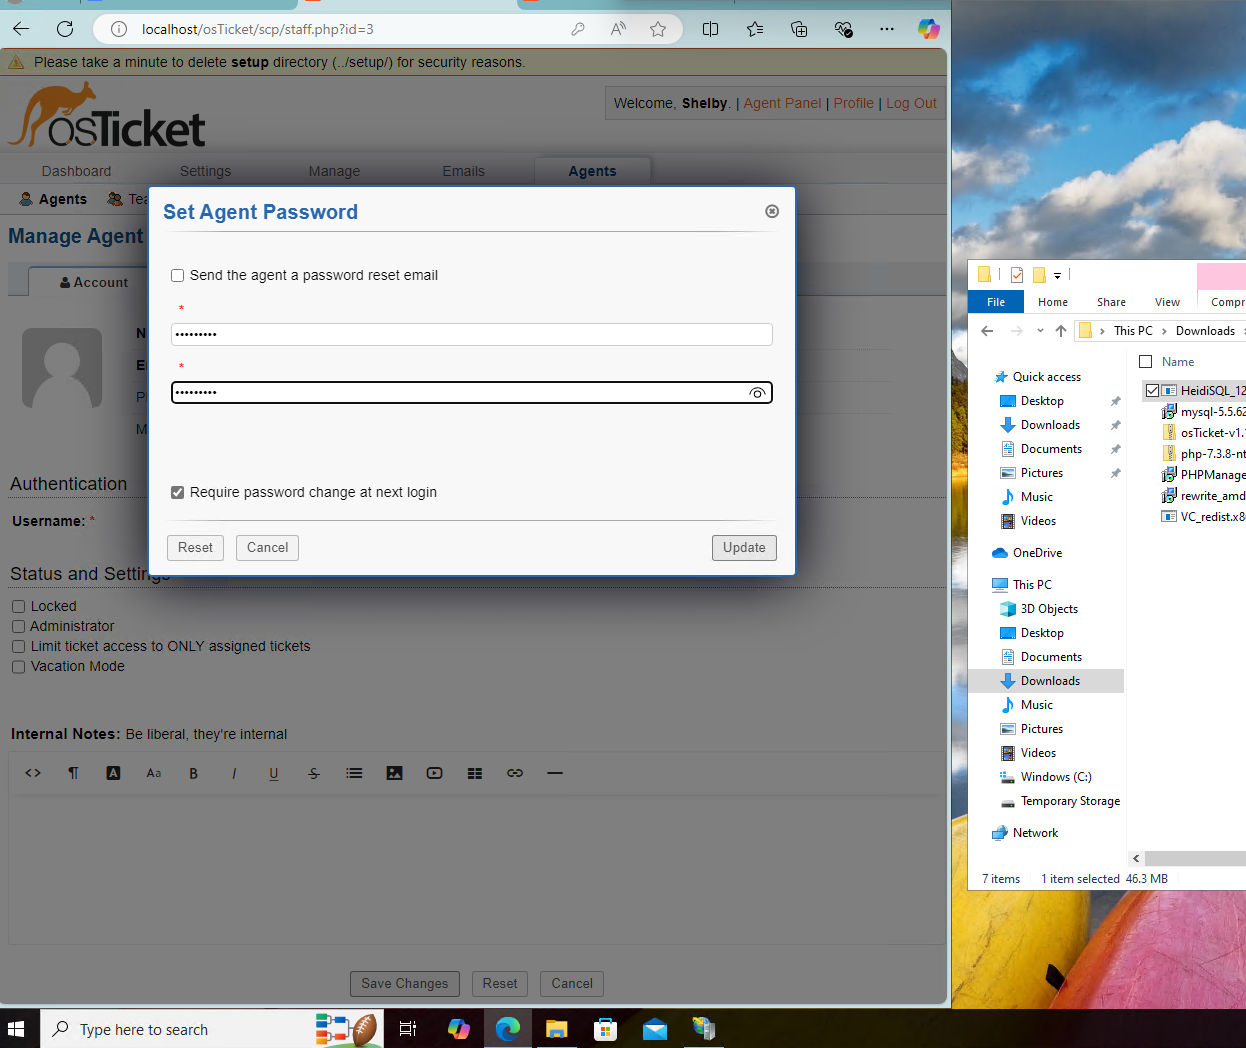 localhost/osTicket/scp/staff.php?id=3
Please take a minute to delete setup directory (../setup/) for security reasons.
osTicket
Welcome, Shelby. | Agent Panel | Profile | Log Out
Dashboard Settings Manage Emails Agents
Agents Tea
Manage Agent
Account
Set Agent Password
Send the agent a password reset email
*
•••••••••
*
•••••••••
Require password change at next login
Reset Cancel Update
Authentication
Username: *
Status and Settings
Locked
Administrator
Limit ticket access to ONLY assigned tickets
Vacation Mode
Internal Notes: Be liberal, they're internal
Aa B I U S
Save Changes Reset Cancel
File Home Share View Compr
This PC > Downloads >
Name
Quick access
Desktop
Downloads
Documents
Pictures
Music
Videos
OneDrive
This PC
3D Objects
Desktop
Documents
Downloads
Music
Pictures
Videos
Windows (C:)
Temporary Storage
Network
HeidiSQL_12
mysql-5.5.62
osTicket-v1.
php-7.3.8-nt
PHPManage
rewrite_amd
VC_redist.x8
7 items 1 item selected 46.3 MB
Type here to search